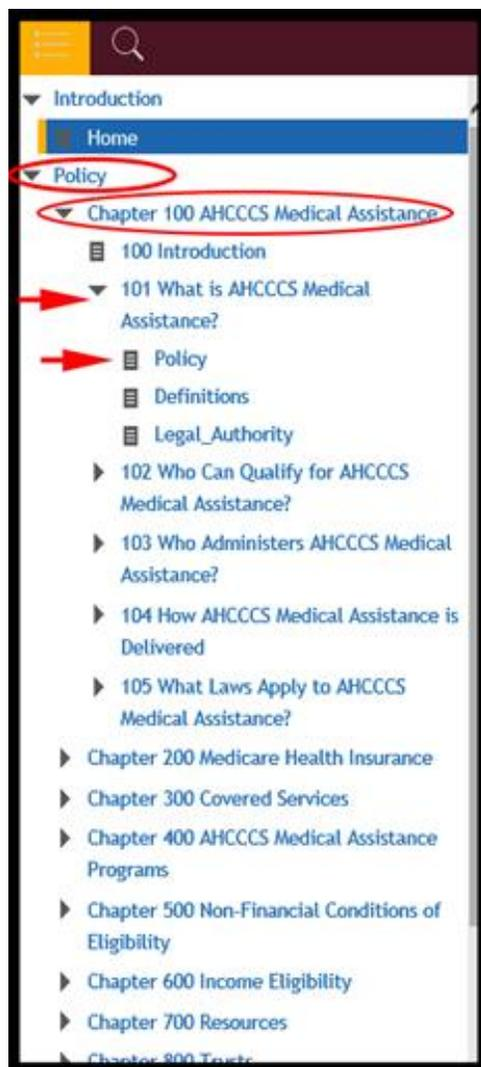 Introduction
Home
Policy
Chapter 100 AHCCCS Medical Assistance
100 Introduction
101 What is AHCCCS Medical
Assistance?
Policy
Definitions
Legal_Authority
102 Who Can Qualify for AHCCCS
Medical Assistance?
103 Who Administers AHCCCS Medical
Assistance?
104 How AHCCCS Medical Assistance is
Delivered
105 What Laws Apply to AHCCCS
Medical Assistance?
Chapter 200 Medicare Health Insurance
Chapter 300 Covered Services
Chapter 400 AHCCCS Medical Assistance
Programs
Chapter 500 Non-Financial Conditions of
Eligibility
Chapter 600 Income Eligibility
Chapter 700 Resources
Chapter 800 Trusts